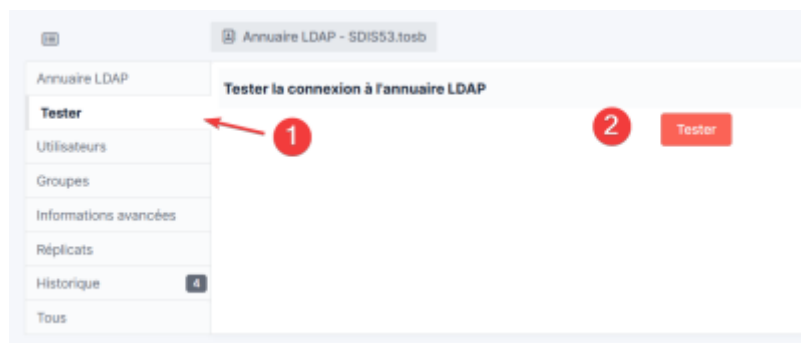 Annuaire LDAP - SDIS53.tosb
Annuaire LDAP
Tester
Utilisateurs
Groupes
Informations avancées
Réplicats
Historique 4
Tous
Tester la connexion à l'annuaire LDAP
1
2
Tester